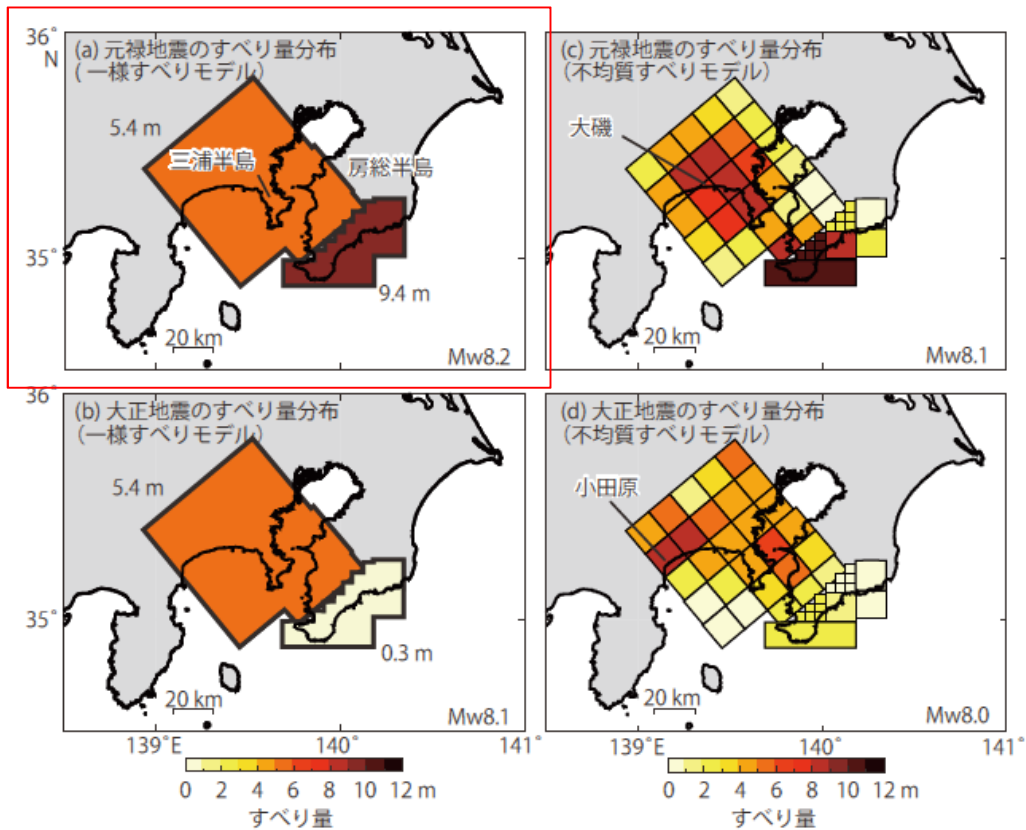 36°
N
(a) 元禄地震のすべり量分布
(一様すべりモデル)
5.4 m
三浦半島
房総半島
35°
9.4 m
20 km
Mw8.2
(c) 元禄地震のすべり量分布
(不均質すべりモデル)
大磯
20 km
Mw8.1
36°
(b) 大正地震のすべり量分布
(一様すべりモデル)
5.4 m
35°
0.3 m
20 km
Mw8.1
139°E
140°
141°
0 2 4 6 8 10 12 m
すべり量
(d) 大正地震のすべり量分布
(不均質すべりモデル)
小田原
20 km
Mw8.0
139°E
140°
141°
0 2 4 6 8 10 12 m
すべり量